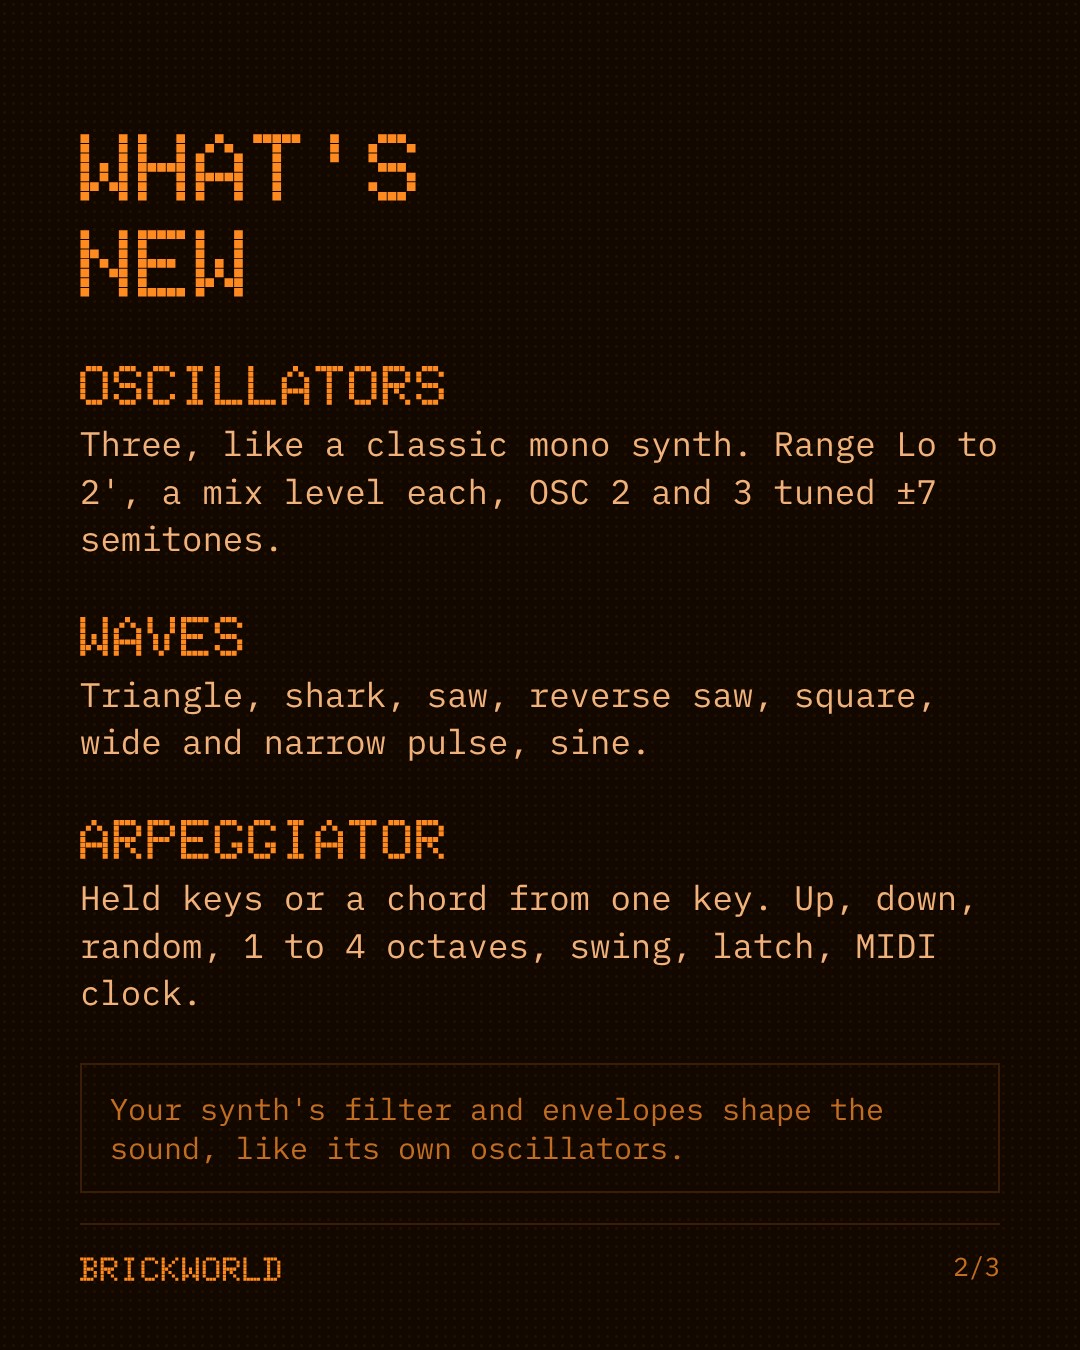 WHAT'S
NEW
OSCILLATORS
Three, like a classic mono synth. Range Lo to
2', a mix level each, OSC 2 and 3 tuned ±7
semitones.
WAVES
Triangle, shark, saw, reverse saw, square,
wide and narrow pulse, sine.
ARPEGGIATOR
Held keys or a chord from one key. Up, down,
random, 1 to 4 octaves, swing, latch, MIDI
clock.
Your synth's filter and envelopes shape the
sound, like its own oscillators.
BRICKWORLD
2/3